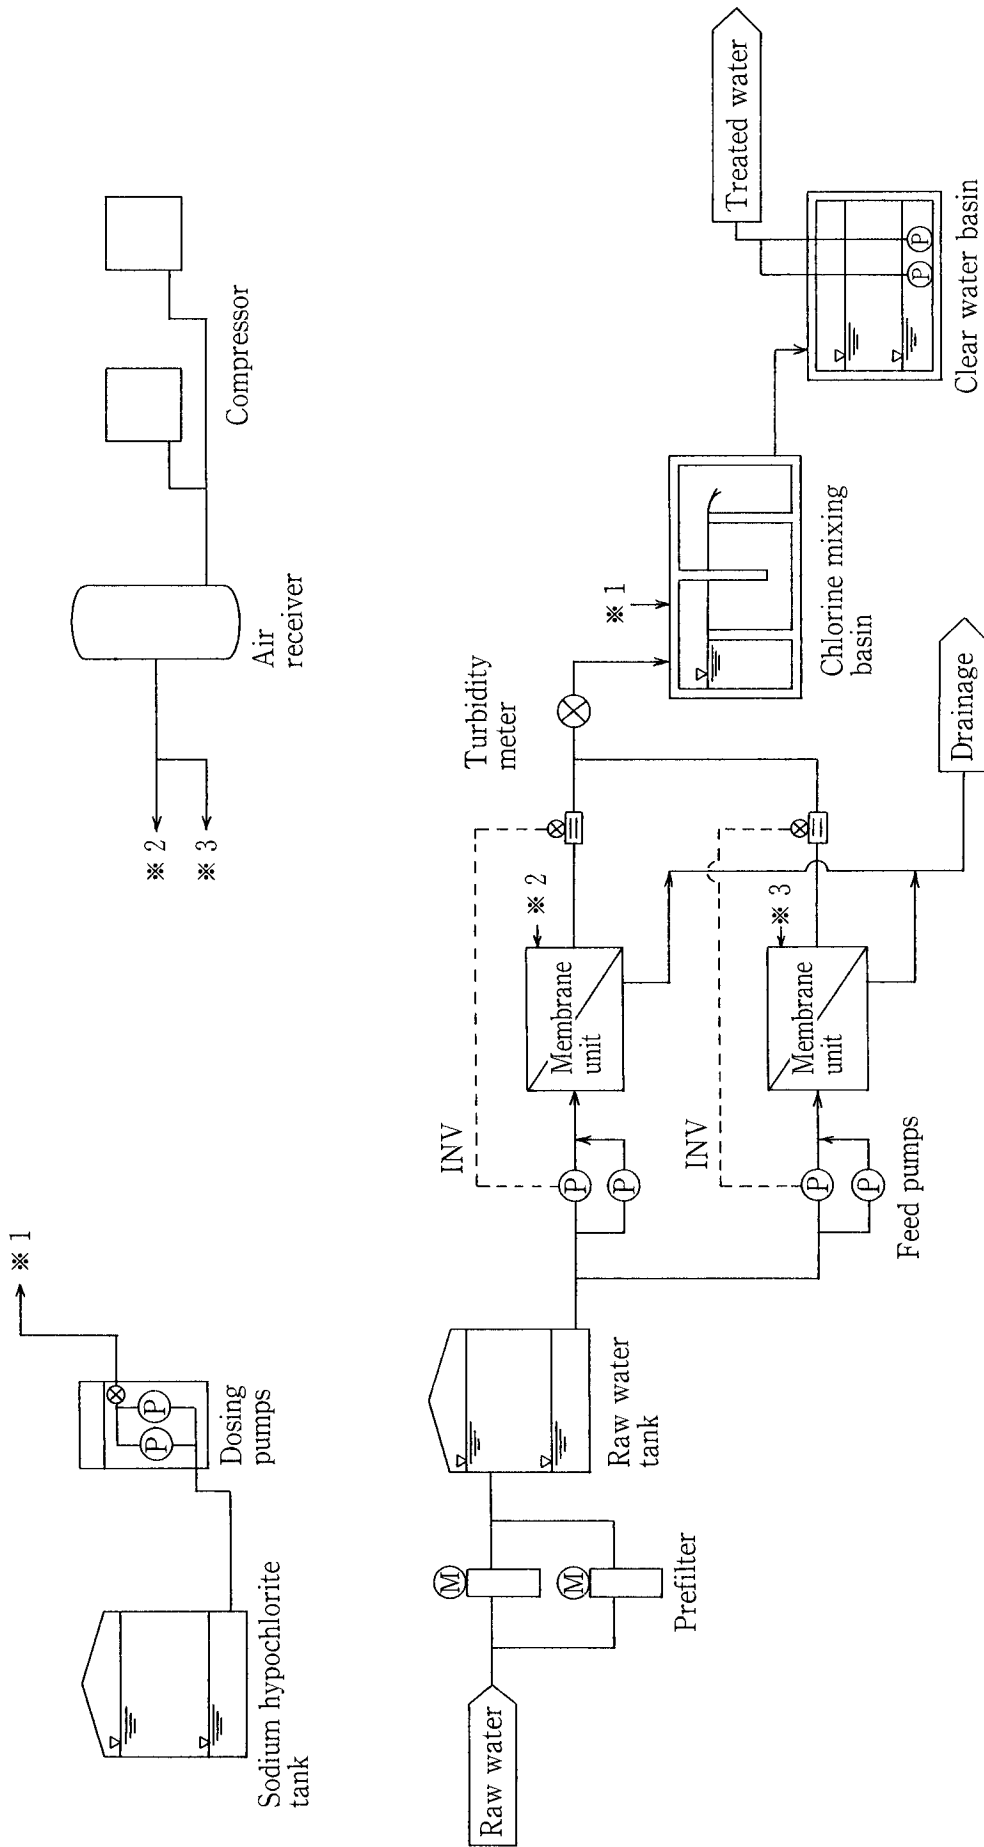 ※ 1
Sodium hypochlorite
tank
P
P
Dosing
pumps
※ 2
※ 3
Air
receiver
Compressor
Raw water
M
M
Prefilter
Raw water
tank
INV
P
P
INV
P
P
Feed pumps
Membrane
unit
※ 2
Membrane
unit
※ 3
Turbidity
meter
Drainage
※ 1
Chlorine mixing
basin
P
P
Clear water basin
Treated water